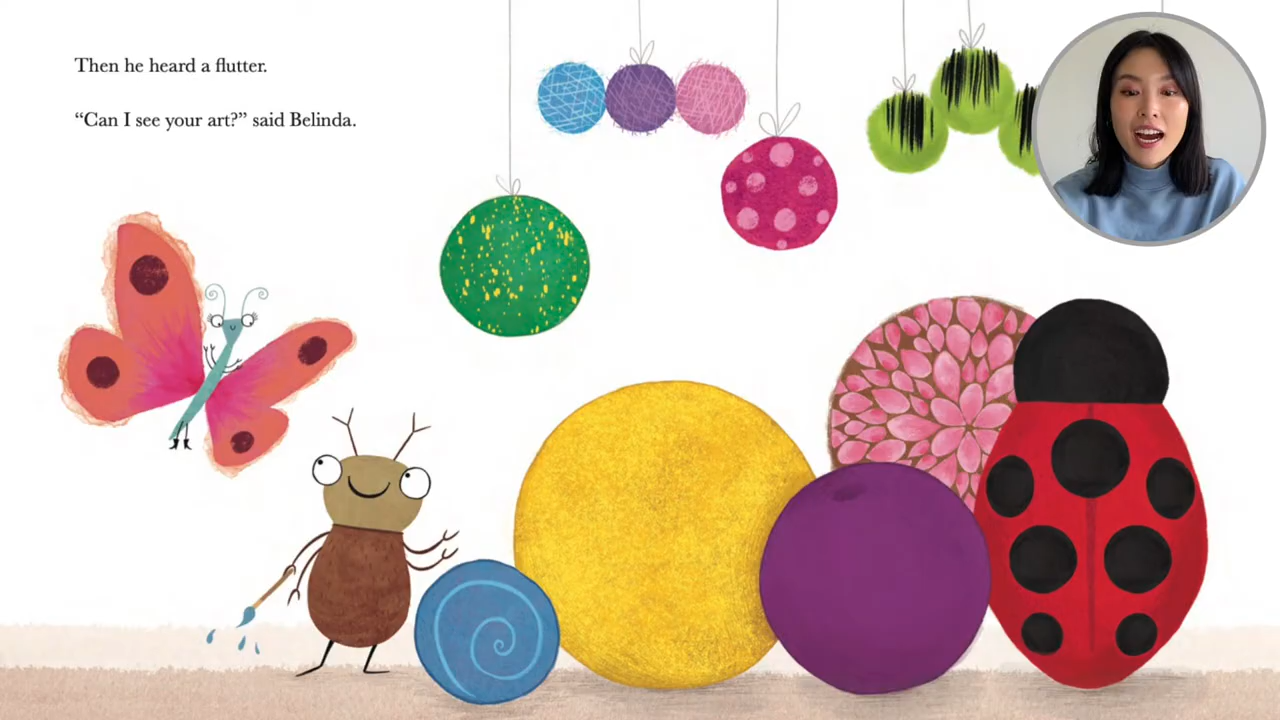 Then he heard a flutter.
“Can I see your art?” said Belinda.